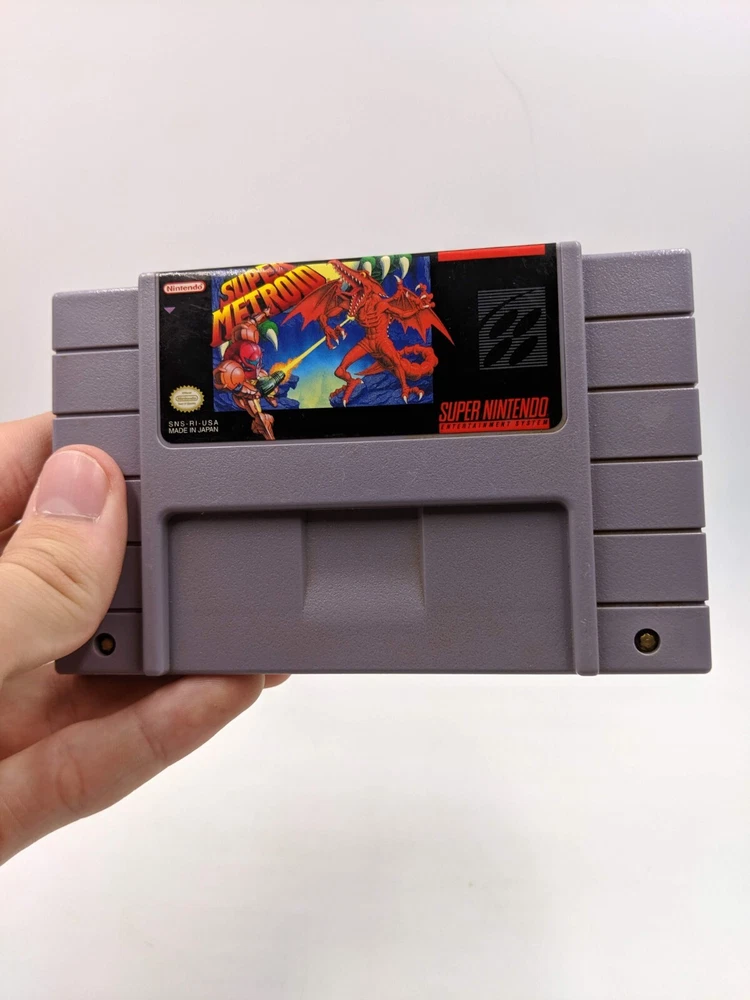 Nintendo
SUPER
METROID
SNS-RI-USA
MADE IN JAPAN
SUPER NINTENDO
ENTERTAINMENT SYSTEM